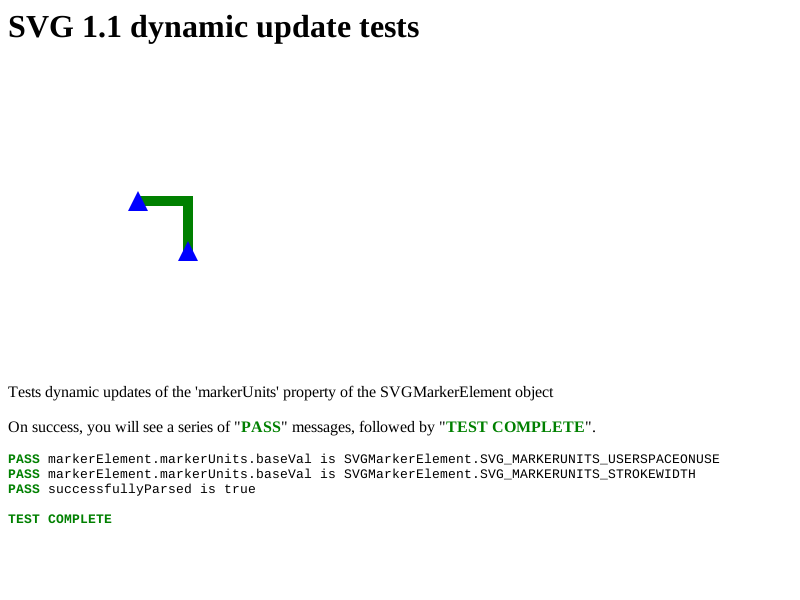 SVG 1.1 dynamic update tests
Tests dynamic updates of the 'markerUnits' property of the SVGMarkerElement object
On success, you will see a series of "PASS" messages, followed by "TEST COMPLETE".
PASS markerElement.markerUnits.baseVal is SVGMarkerElement.SVG_MARKERUNITS_USERSPACEONUSE
PASS markerElement.markerUnits.baseVal is SVGMarkerElement.SVG_MARKERUNITS_STROKEWIDTH
PASS successfullyParsed is true
TEST COMPLETE